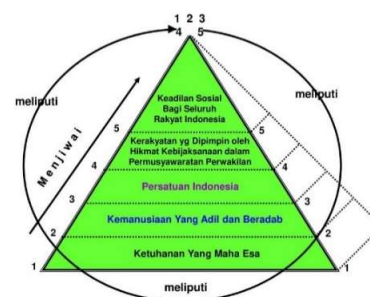 1 2 3
4 5
meliputi
meliputi
Menjiwai
Keadilan Sosial
Bagi Seluruh
Rakyat Indonesia
5
5
Kerakyatan yg Dipimpin oleh
Hikmat Kebijaksanaan dalam
Permusyawaratan Perwakilan
4
4
Persatuan Indonesia
3
3
Kemanusiaan Yang Adil dan Beradab
2
2
Ketuhanan Yang Maha Esa
1
1
meliputi